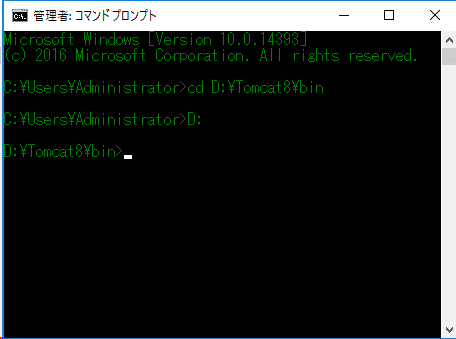 管理者: コマンドプロンプト
Microsoft Windows [Version 10.0.14393]
(c) 2016 Microsoft Corporation. All rights reserved.
C:¥Users¥Administrator>cd D:¥Tomcat8¥bin
C:¥Users¥Administrator>D:
D:¥Tomcat8¥bin>